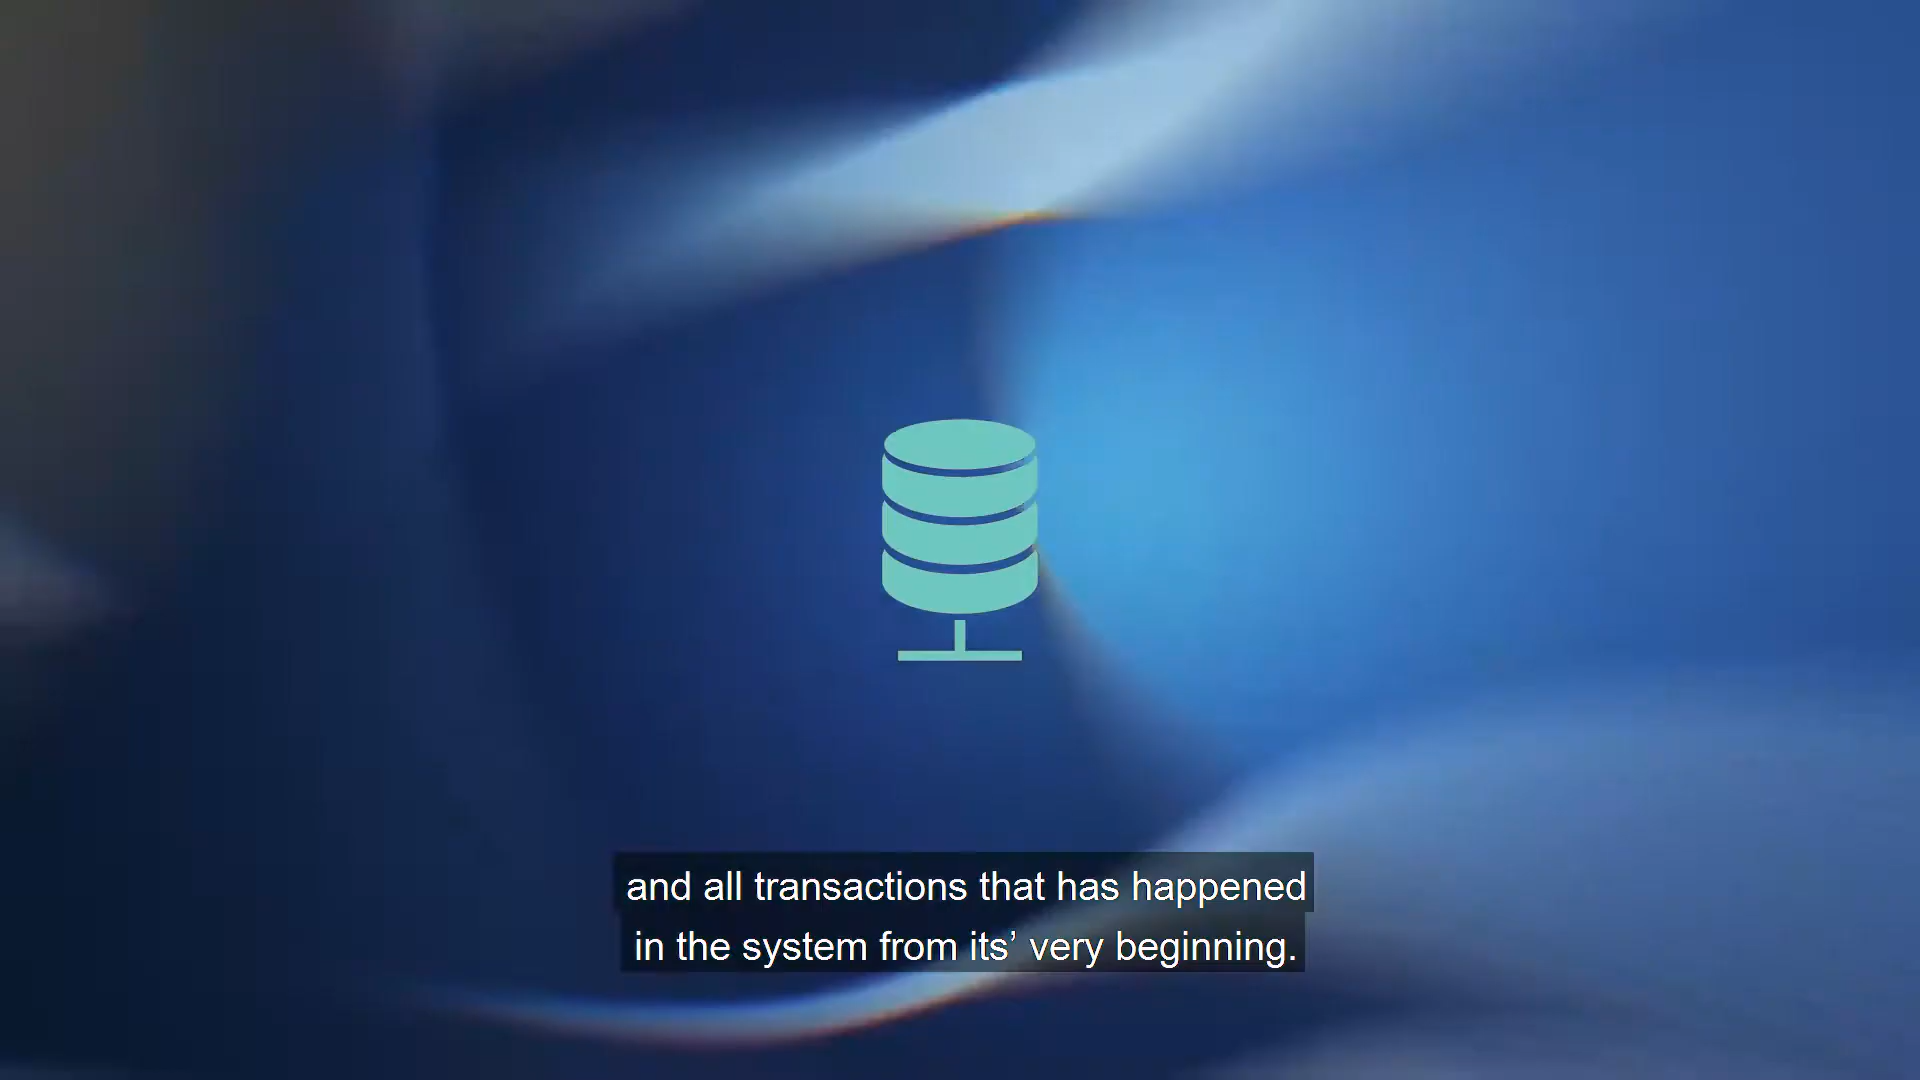 and all transactions that has happened
in the system from its’ very beginning.